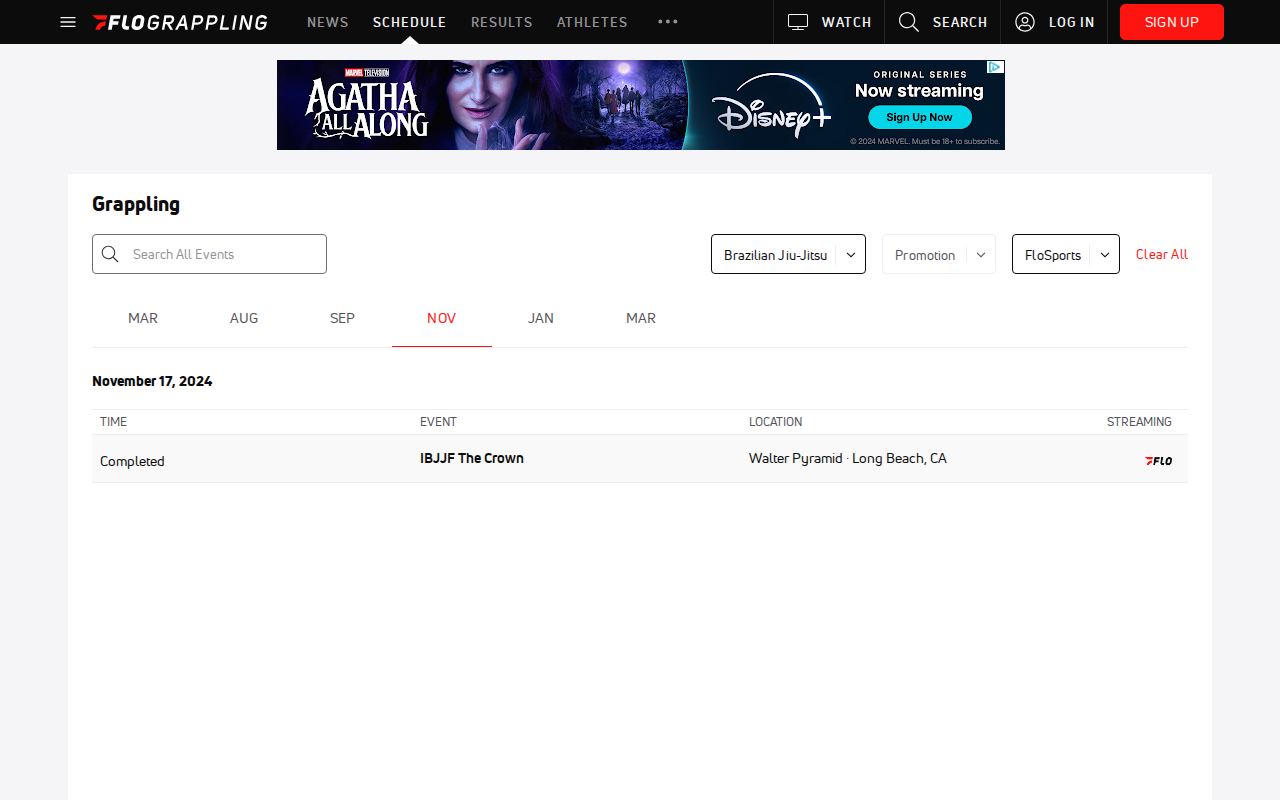 FLOGRAPPLING NEWS SCHEDULE RESULTS ATHLETES WATCH SEARCH LOG IN SIGN UP
MARVEL TELEVISION
AGATHA
ALL ALONG
Disney+
ORIGINAL SERIES
Now streaming
Sign Up Now
© 2024 MARVEL. Must be 18+ to subscribe.
Grappling
Search All Events Brazilian Jiu-Jitsu Promotion FloSports Clear All
MAR AUG SEP NOV JAN MAR
November 17, 2024
TIME EVENT LOCATION STREAMING
Completed IBJJF The Crown Walter Pyramid · Long Beach, CA FLO